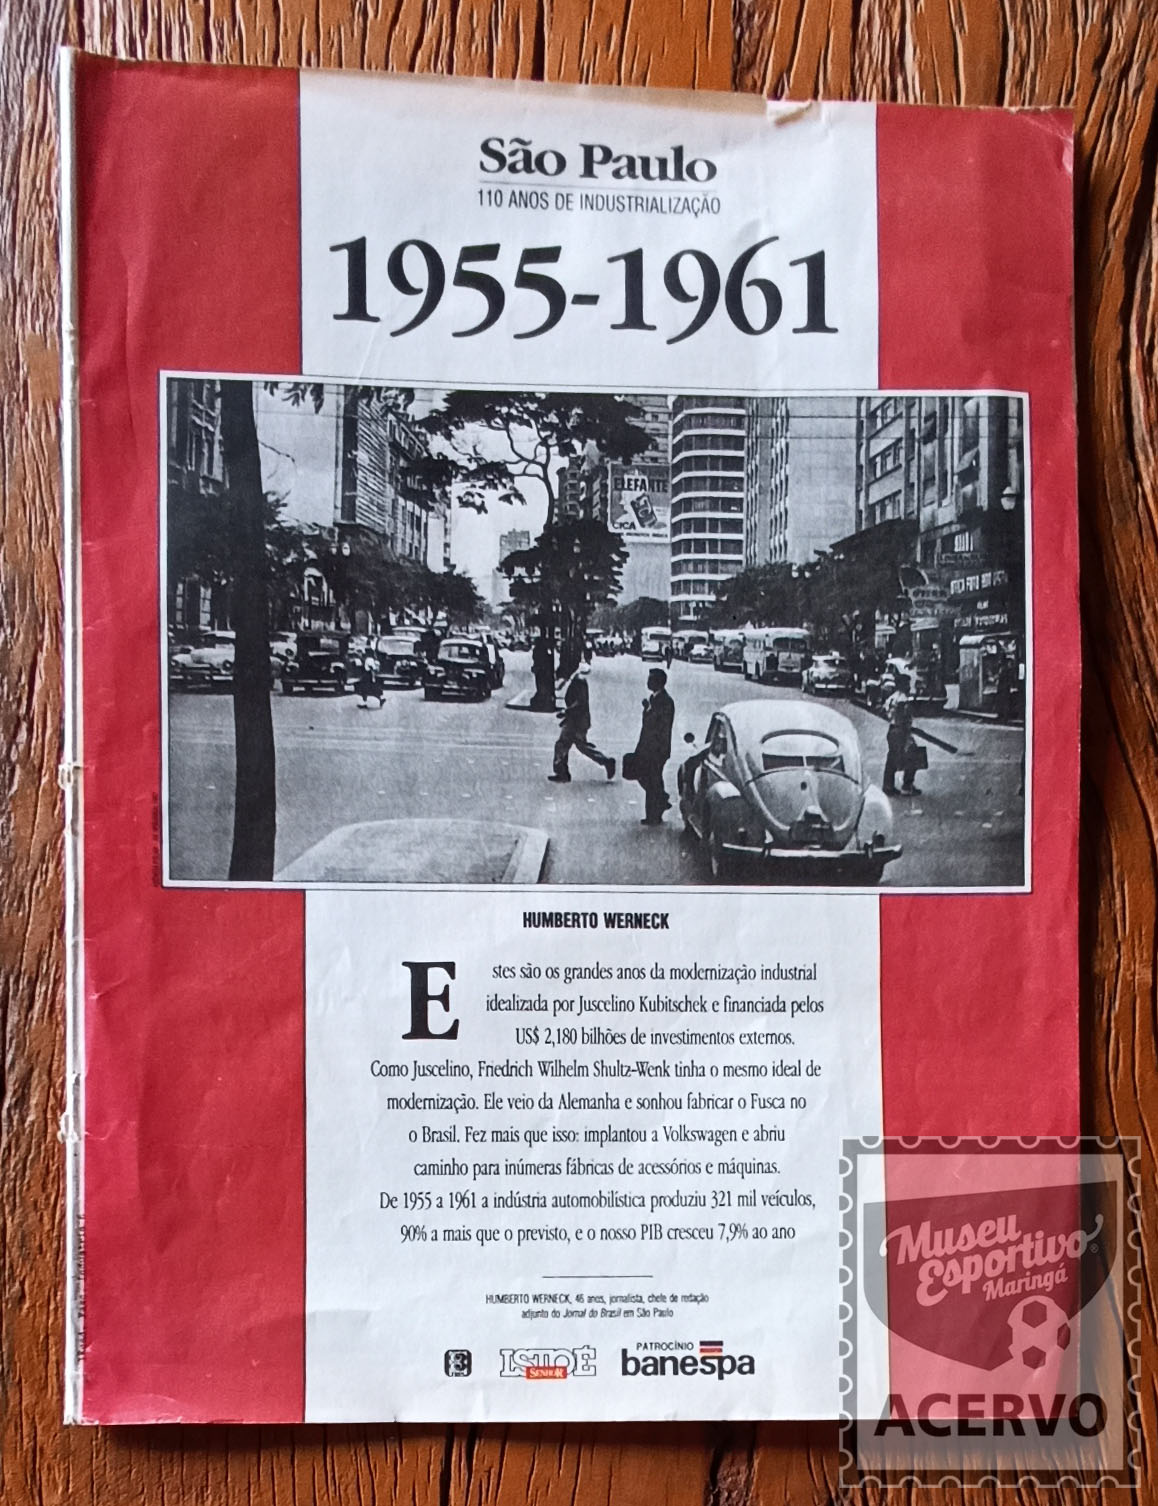 São Paulo
110 ANOS DE INDUSTRIALIZAÇÃO
1955-1961
ELEFANTE
CICA
HUMBERTO WERNECK
Estes são os grandes anos da modernização industrial
idealizada por Juscelino Kubitschek e financiada pelos
US$ 2,180 bilhões de investimentos externos.
Como Juscelino, Friedrich Wilhelm Shultz-Wenk tinha o mesmo ideal de
modernização. Ele veio da Alemanha e sonhou fabricar o Fusca no
o Brasil. Fez mais que isso: implantou a Volkswagen e abriu
caminho para inúmeras fábricas de acessórios e máquinas.
De 1955 a 1961 a indústria automobilística produziu 321 mil veículos,
90% a mais que o previsto, e o nosso PIB cresceu 7,9% ao ano
HUMBERTO WERNECK, 46 anos, jornalista, chefe de redação
adjunto do Jornal do Brasil em São Paulo
ISTOÉ
SENHOR
PATROCÍNIO
banespa
Museu
Esportivo
Maringá
ACERVO